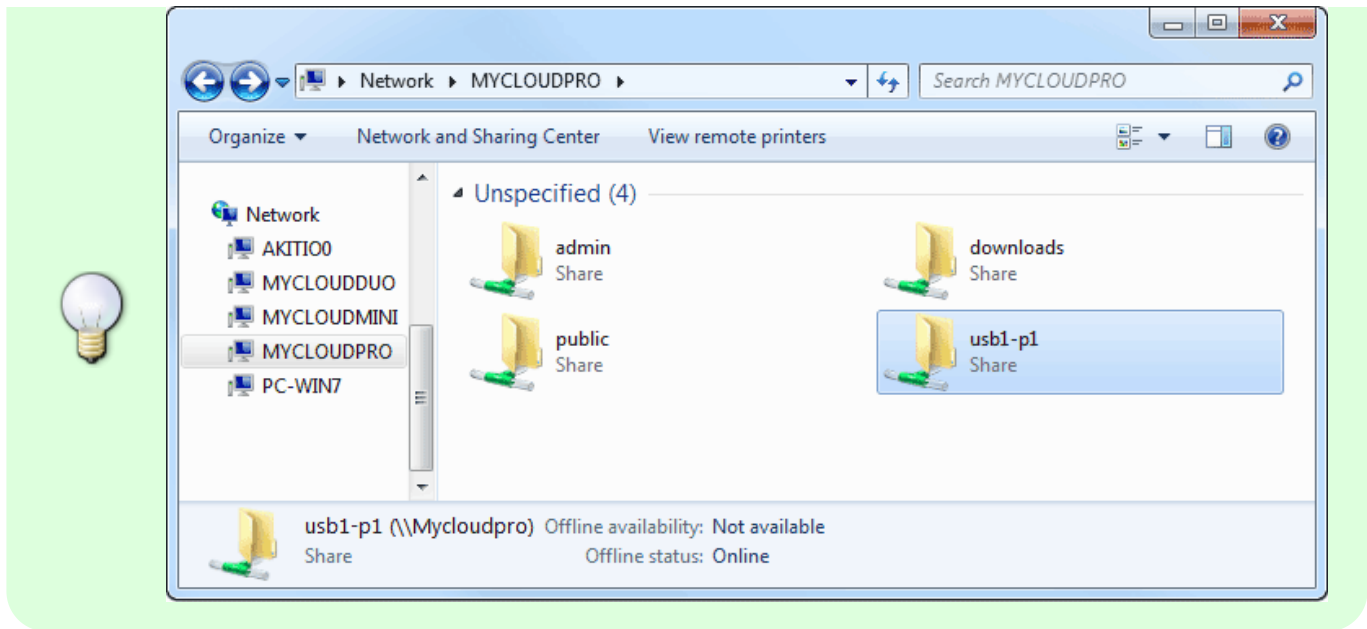 Network MYCLOUDPRO
Search MYCLOUDPRO
Organize Network and Sharing Center View remote printers
Network
AKITIO0
MYCLOUDDUO
MYCLOUDMINI
MYCLOUDPRO
PC-WIN7
Unspecified (4)
admin
Share
downloads
Share
public
Share
usb1-p1
Share
usb1-p1 (\\Mycloudpro) Offline availability: Not available
Share Offline status: Online